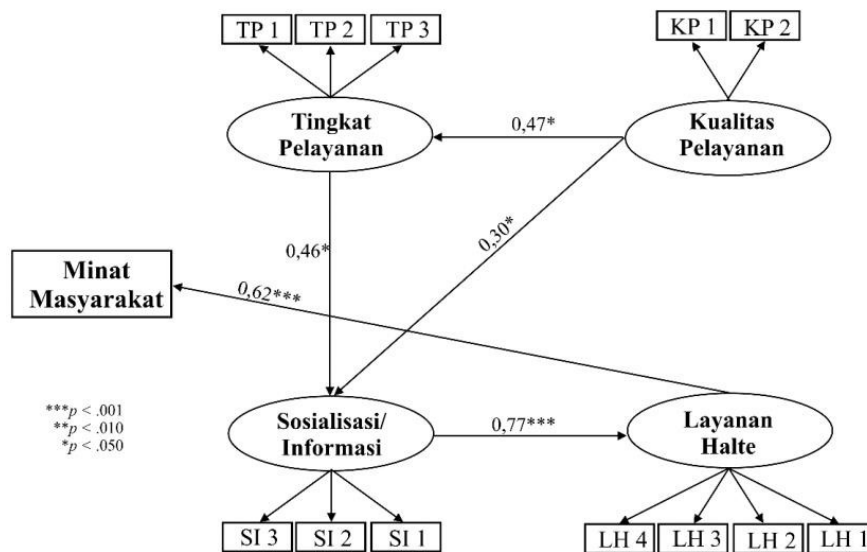 TP 1 TP 2 TP 3
KP 1 KP 2
Tingkat
Pelayanan
0,47*
Kualitas
Pelayanan
0,46*
0,30*
Minat
Masyarakat
0,62***
***p < .001
**p < .010
*p < .050
Sosialisasi/
Informasi
0,77***
Layanan
Halte
SI 3 SI 2 SI 1
LH 4 LH 3 LH 2 LH 1